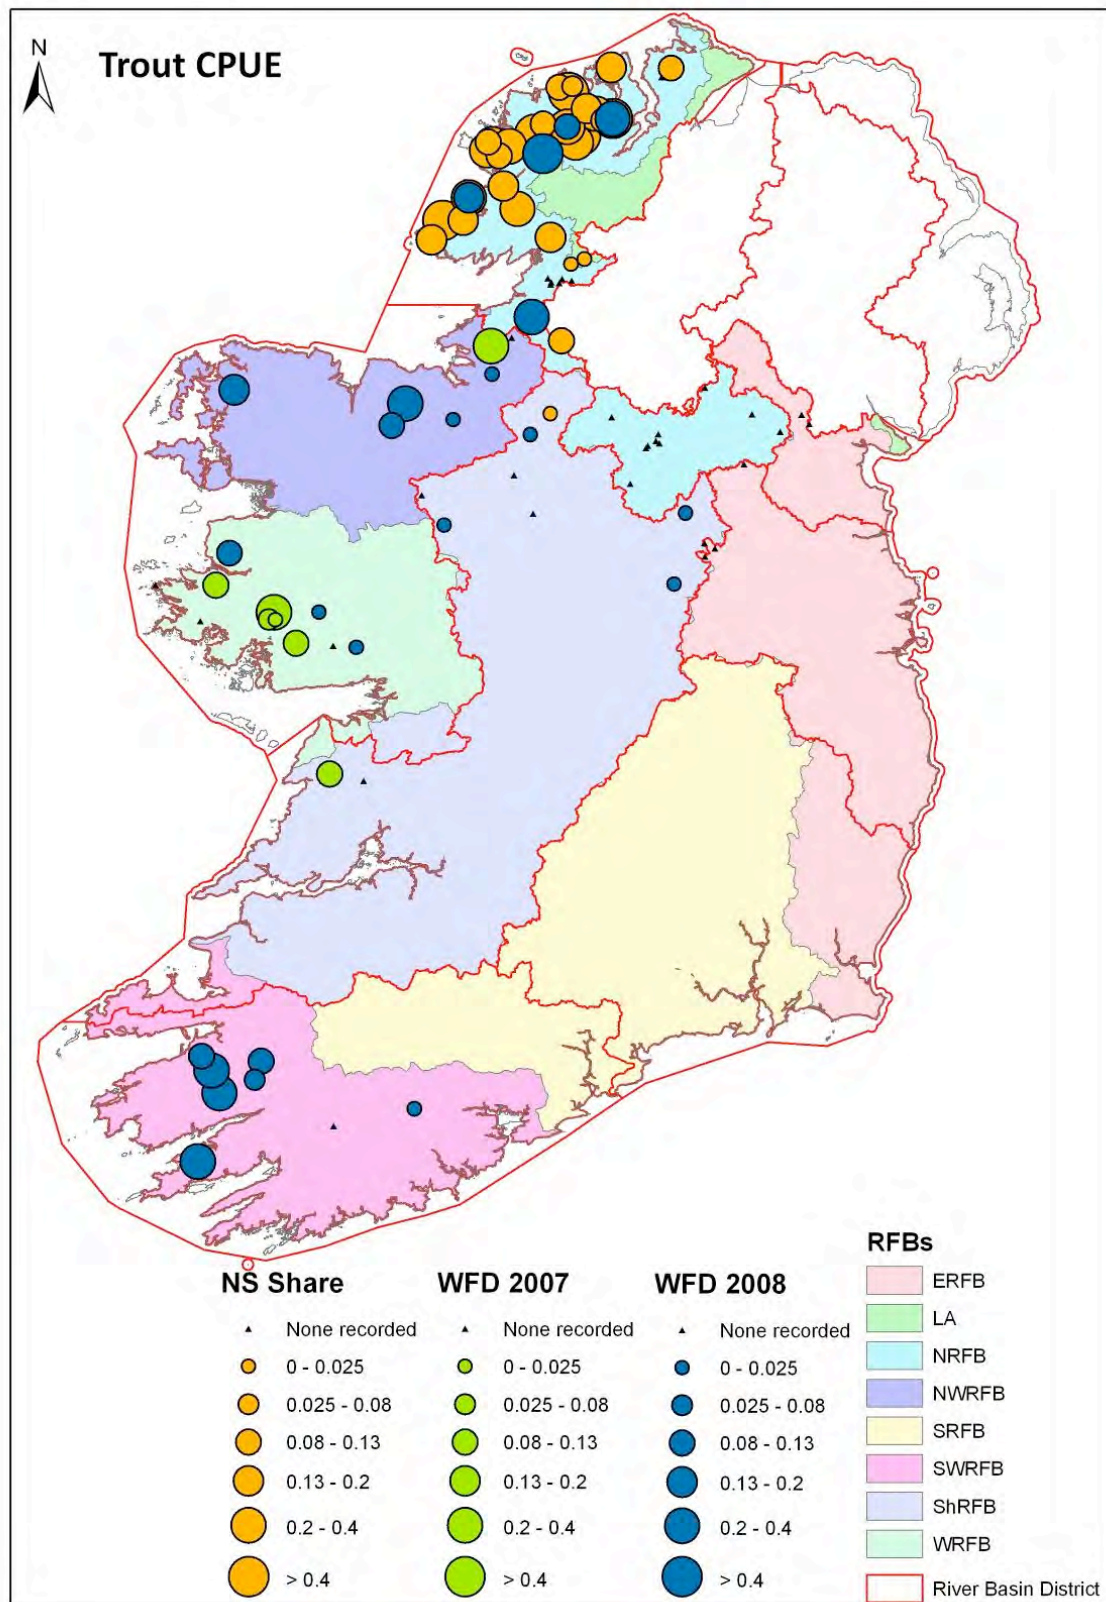 N
Trout CPUE
RFBs
NS Share WFD 2007 WFD 2008
ERFB
LA
None recorded None recorded None recorded
NRFB
0 - 0.025 0 - 0.025 0 - 0.025
NWRFB
0.025 - 0.08 0.025 - 0.08 0.025 - 0.08
SRFB
0.08 - 0.13 0.08 - 0.13 0.08 - 0.13
SWRFB
0.13 - 0.2 0.13 - 0.2 0.13 - 0.2
ShRFB
0.2 - 0.4 0.2 - 0.4 0.2 - 0.4
WRFB
> 0.4 > 0.4 > 0.4
River Basin District